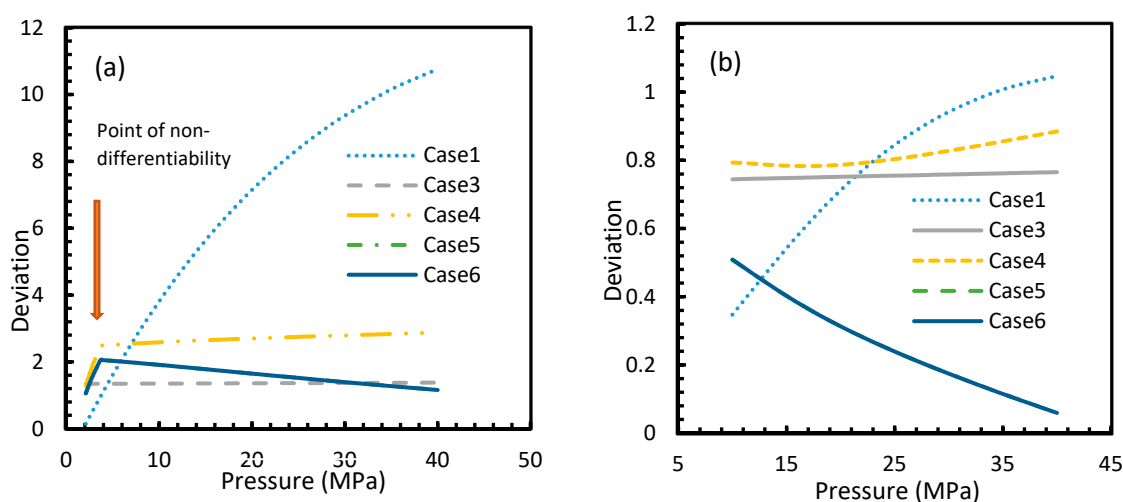 (a)
Point of non-
differentiability
Case1
Case3
Case4
Case5
Case6
Deviation
12
10
8
6
4
2
0
0
10
20
30
40
50
Pressure (MPa)
(b)
Case1
Case3
Case4
Case5
Case6
Deviation
1.2
1
0.8
0.6
0.4
0.2
0
5
15
25
35
45
Pressure (MPa)